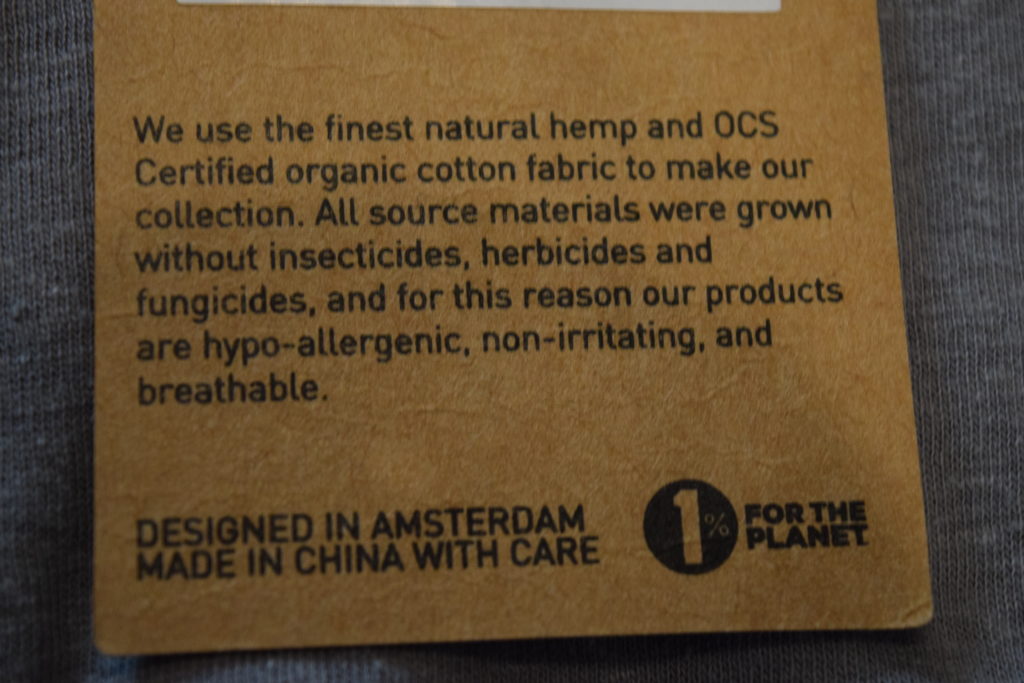 We use the finest natural hemp and OCS
Certified organic cotton fabric to make our
collection. All source materials were grown
without insecticides, herbicides and
fungicides, and for this reason our products
are hypo-allergenic, non-irritating, and
breathable.
DESIGNED IN AMSTERDAM
MADE IN CHINA WITH CARE
1% FOR THE
PLANET